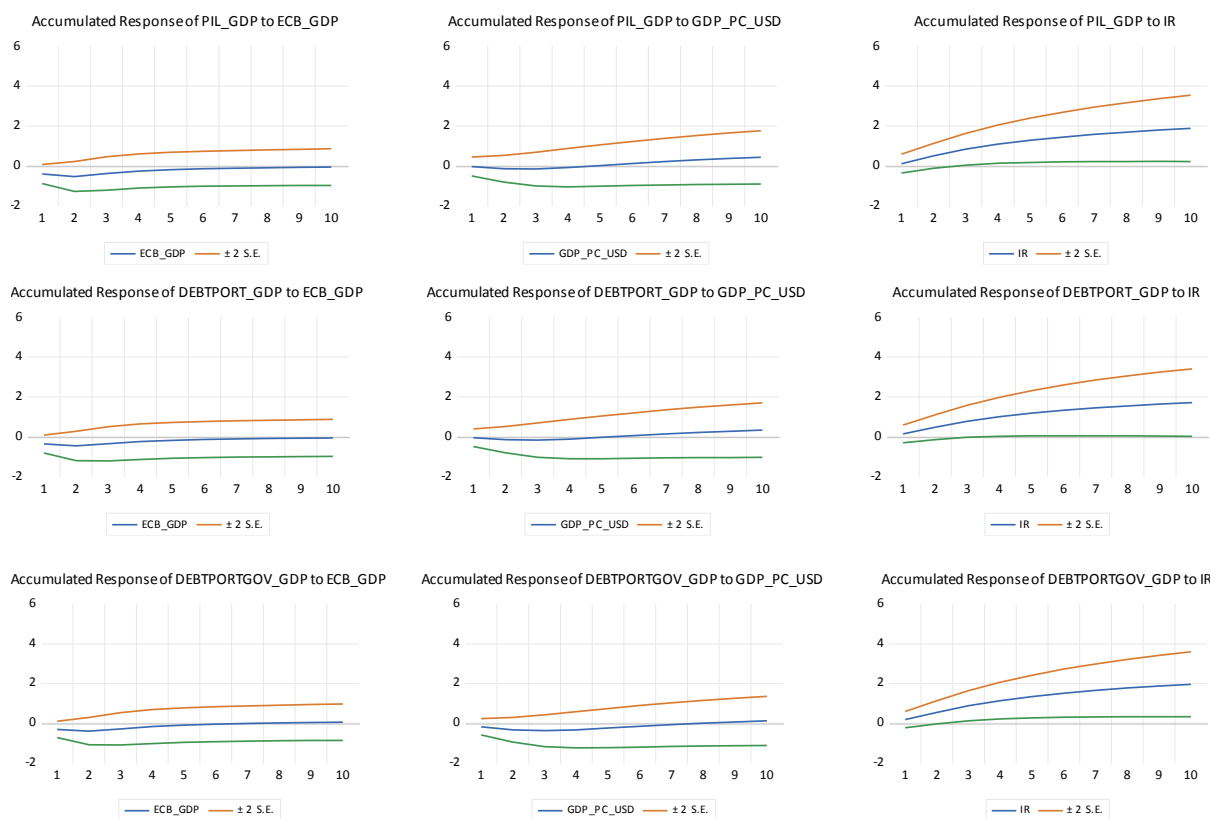 Accumulated Response of PIL_GDP to ECB_GDP
6
4
2
0
-2
1 2 3 4 5 6 7 8 9 10
ECB_GDP ± 2 S.E.
Accumulated Response of PIL_GDP to GDP_PC_USD
6
4
2
0
-2
1 2 3 4 5 6 7 8 9 10
GDP_PC_USD ± 2 S.E.
Accumulated Response of PIL_GDP to IR
6
4
2
0
-2
1 2 3 4 5 6 7 8 9 10
IR ± 2 S.E.
Accumulated Response of DEBTPORT_GDP to ECB_GDP
6
4
2
0
-2
1 2 3 4 5 6 7 8 9 10
ECB_GDP ± 2 S.E.
Accumulated Response of DEBTPORT_GDP to GDP_PC_USD
6
4
2
0
-2
1 2 3 4 5 6 7 8 9 10
GDP_PC_USD ± 2 S.E.
Accumulated Response of DEBTPORT_GDP to IR
6
4
2
0
-2
1 2 3 4 5 6 7 8 9 10
IR ± 2 S.E.
Accumulated Response of DEBTPORTGOV_GDP to ECB_GDP
6
4
2
0
-2
1 2 3 4 5 6 7 8 9 10
ECB_GDP ± 2 S.E.
Accumulated Response of DEBTPORTGOV_GDP to GDP_PC_USD
6
4
2
0
-2
1 2 3 4 5 6 7 8 9 10
GDP_PC_USD ± 2 S.E.
Accumulated Response of DEBTPORTGOV_GDP to IR
6
4
2
0
-2
1 2 3 4 5 6 7 8 9 10
IR ± 2 S.E.